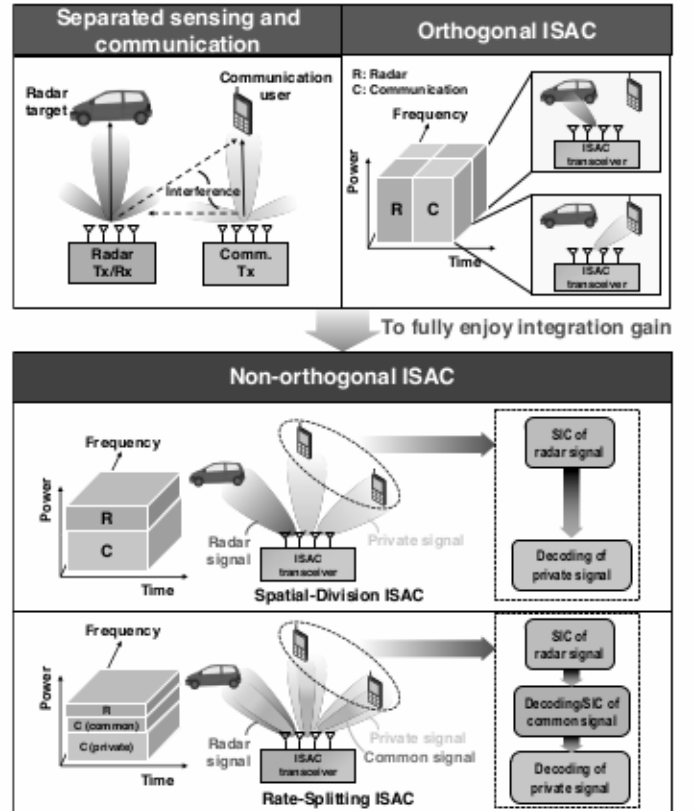 Separated sensing and
communication
Radar
target
Communication
user
Interference
Radar
Tx/Rx
Comm.
Tx
Orthogonal ISAC
R: Radar
C: Communication
Frequency
Power
R
C
Time
ISAC
transceiver
ISAC
transceiver
To fully enjoy integration gain
Non-orthogonal ISAC
Frequency
Power
R
C
Time
Radar
signal
Private signal
ISAC
transceiver
Spatial-Division ISAC
SIC of
radar signal
Decoding of
private signal
Frequency
Power
R
C (common)
C (private)
Time
Radar
signal
Private signal
Common signal
ISAC
transceiver
Rate-Splitting ISAC
SIC of
radar signal
Decoding/SIC of
common signal
Decoding of
private signal